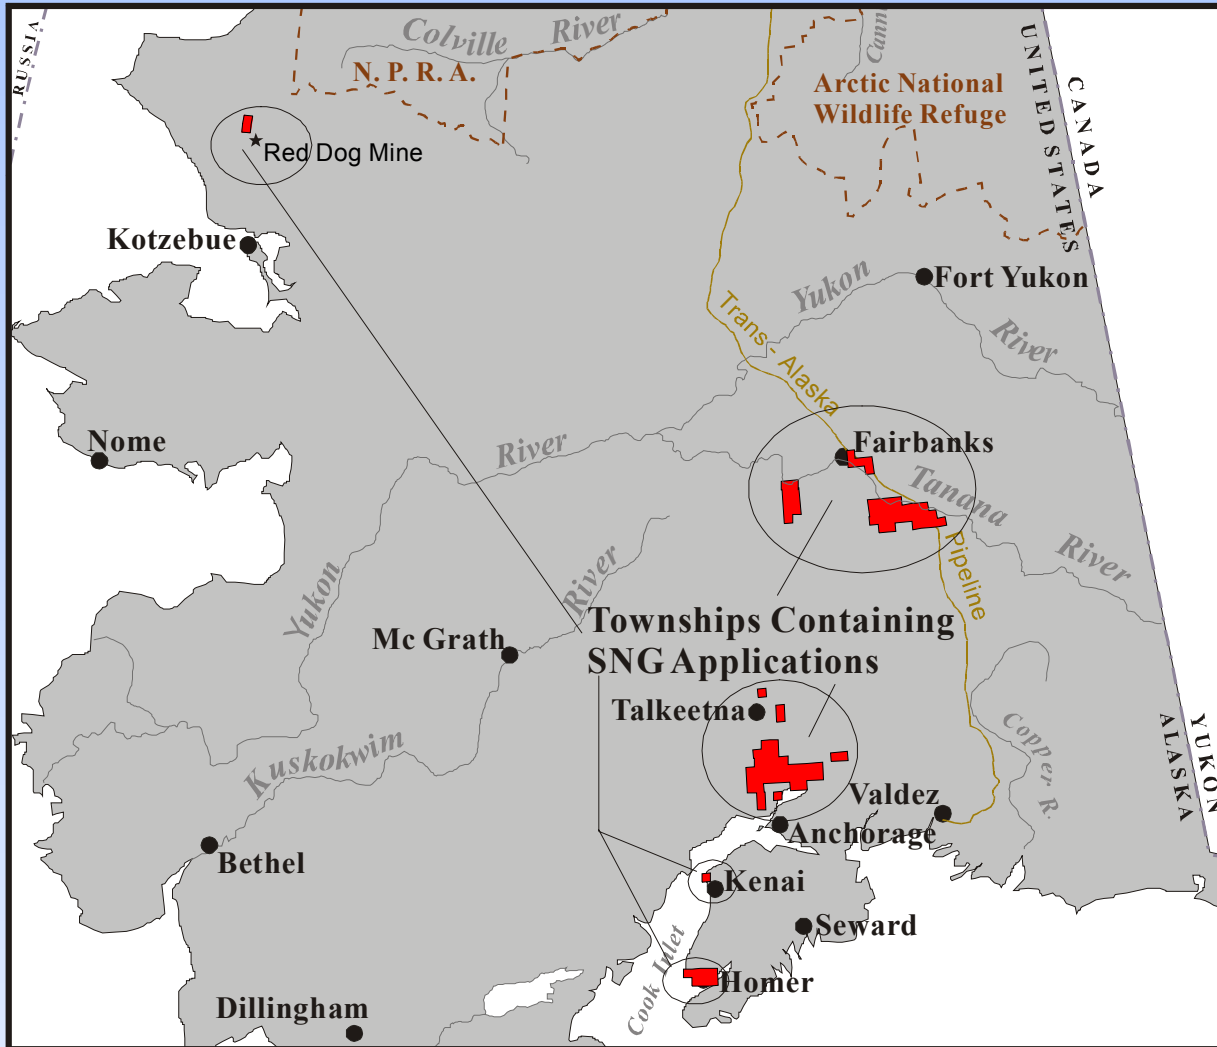 RUSSIA
Colville River
Cann
N. P. R. A.
Arctic National
Wildlife Refuge
UNITED STATES
CANADA
Red Dog Mine
Kotzebue
Yukon River
Fort Yukon
Trans - Alaska Pipeline
Nome
River
Fairbanks
Tanana River
Yukon
River
Townships Containing
SNG Applications
Mc Grath
Talkeetna
Kuskokwim
Copper R.
YUKON
ALASKA
Valdez
Anchorage
Bethel
Kenai
Seward
Cook Inlet
Homer
Dillingham